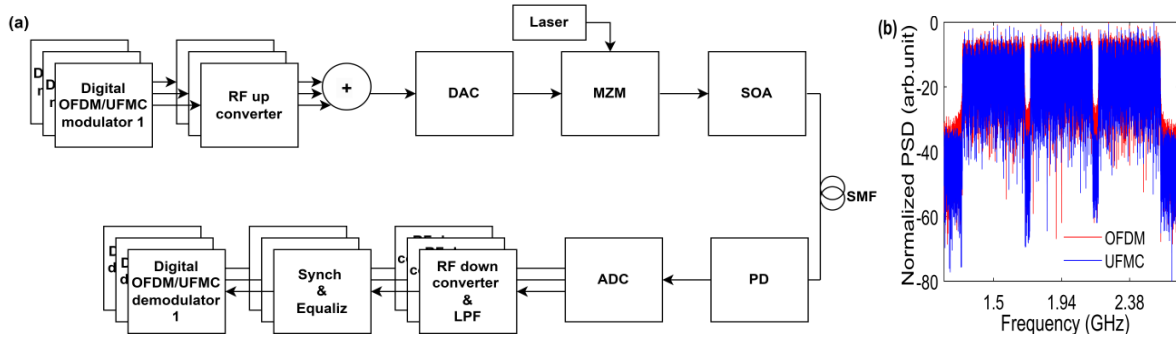 (a)
Laser
Digital
OFDM/UFMC
modulator 1
RF up
converter
+
DAC
MZM
SOA
SMF
Digital
OFDM/UFMC
demodulator
1
Synch
&
Equaliz
RF down
converter
&
LPF
ADC
PD
(b)
Normalized PSD (arb.unit)
0
-20
-40
-60
-80
OFDM
UFMC
1.5 1.94 2.38
Frequency (GHz)